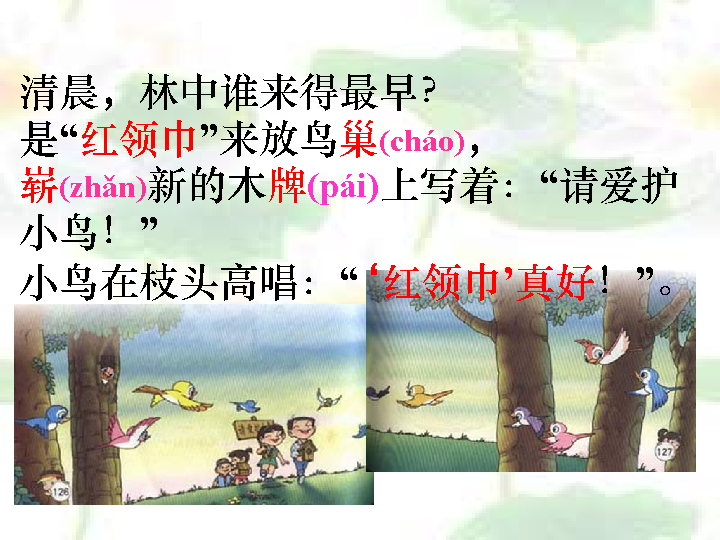 清晨，林中谁来得最早？
是“红领巾”来放鸟巢(cháo)，
崭(zhǎn)新的木牌(pái)上写着：“请爱护
小鸟！”
小鸟在枝头高唱：“‘红领巾’真好！”。
126
127